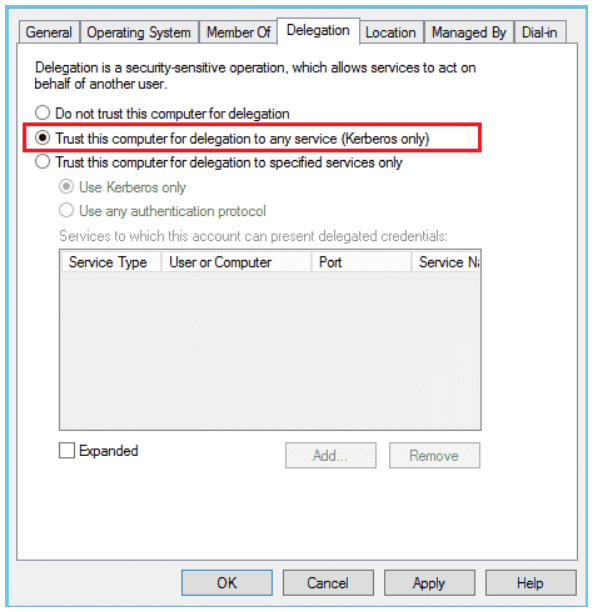 General Operating System Member Of Delegation Location Managed By Dial-in
Delegation is a security-sensitive operation, which allows services to act on
behalf of another user.
Do not trust this computer for delegation
Trust this computer for delegation to any service (Kerberos only)
Trust this computer for delegation to specified services only
Use Kerberos only
Use any authentication protocol
Services to which this account can present delegated credentials:
Service Type User or Computer Port Service Na
Expanded Add... Remove
OK Cancel Apply Help